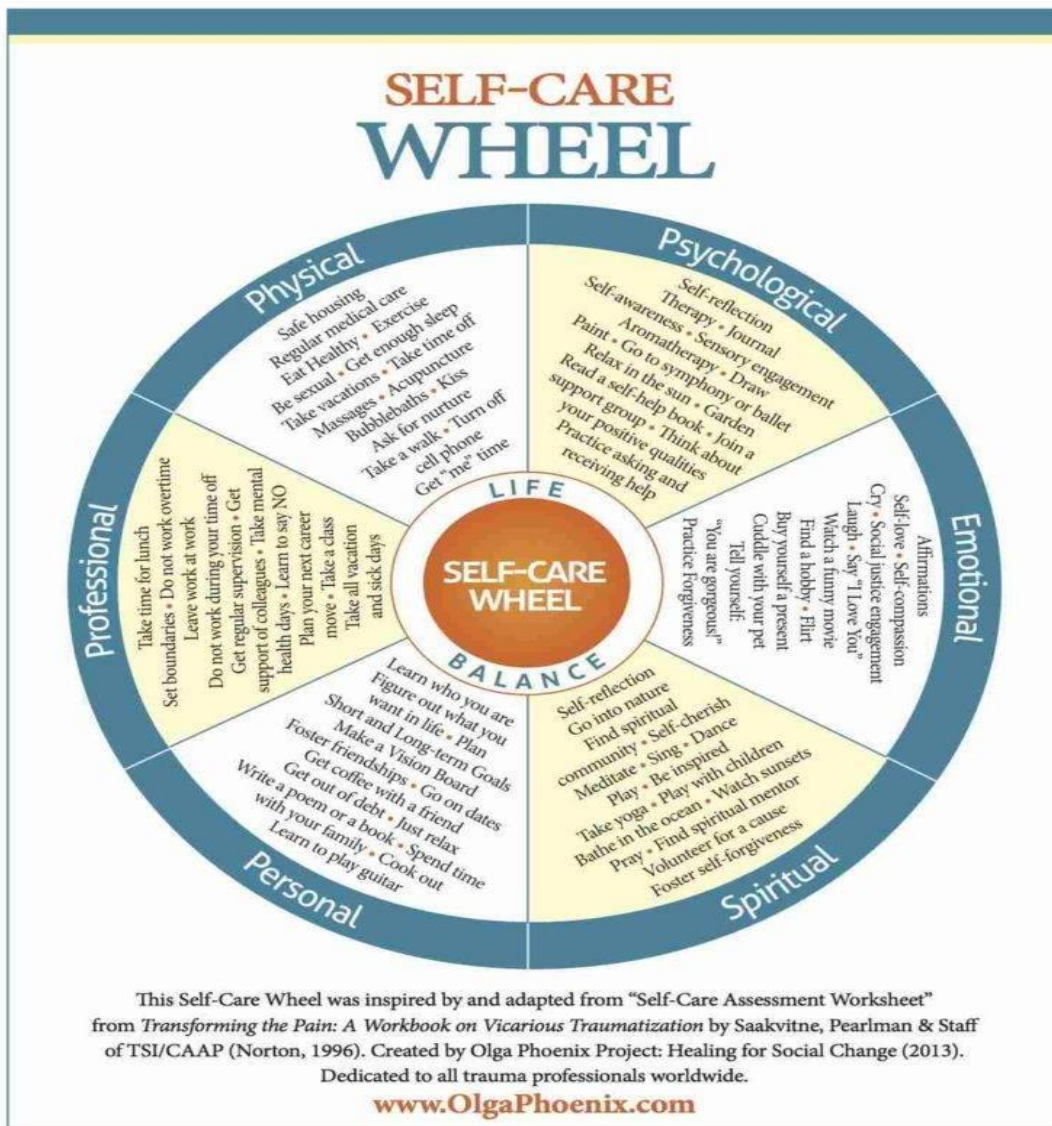 SELF-CARE
WHEEL
Physical
Safe housing
Regular medical care
Eat Healthy • Exercise
Be sexual • Get enough sleep
Take vacations • Take time off
Massages • Acupuncture
Bubblebaths • Kiss
Ask for nurture
Take a walk • Turn off
cell phone
Get "me" time
Psychological
Self-reflection
Therapy • Journal
Self-awareness • Sensory engagement
Aromatherapy • Draw
Paint • Go to symphony or ballet
Relax in the sun • Garden
Read a self-help book • Join a
support group • Think about
your positive qualities
Practice asking and
receiving help
Emotional
Affirmations
Self-love • Self-compassion
Cry • Social justice engagement
Laugh • Say "I Love You"
Watch a funny movie
Find a hobby • Flirt
Buy yourself a present
Cuddle with your pet
Tell yourself:
"You are gorgeous!"
Practice Forgiveness
Spiritual
Self-reflection
Go into nature
Find spiritual
community • Self-cherish
Meditate • Sing • Dance
Play • Be inspired
Take yoga • Play with children
Bathe in the ocean • Watch sunsets
Pray • Find spiritual mentor
Volunteer for a cause
Foster self-forgiveness
Personal
Learn who you are
Figure out what you
want in life • Plan
Short and Long-term Goals
Make a Vision Board
Foster friendships • Go on dates
Get coffee with a friend
Get out of debt • Just relax
Write a poem or a book • Spend time
with your family • Cook out
Learn to play guitar
Professional
Take time for lunch
Set boundaries • Do not work overtime
Leave work at work
Do not work during your time off
Get regular supervision • Get
support of colleagues • Take mental
health days • Learn to say NO
Plan your next career
move • Take a class
Take all vacation
and sick days
LIFE
SELF-CARE
WHEEL
BALANCE
This Self-Care Wheel was inspired by and adapted from "Self-Care Assessment Worksheet"
from Transforming the Pain: A Workbook on Vicarious Traumatization by Saakvitne, Pearlman & Staff
of TSI/CAAP (Norton, 1996). Created by Olga Phoenix Project: Healing for Social Change (2013).
Dedicated to all trauma professionals worldwide.
www.OlgaPhoenix.com